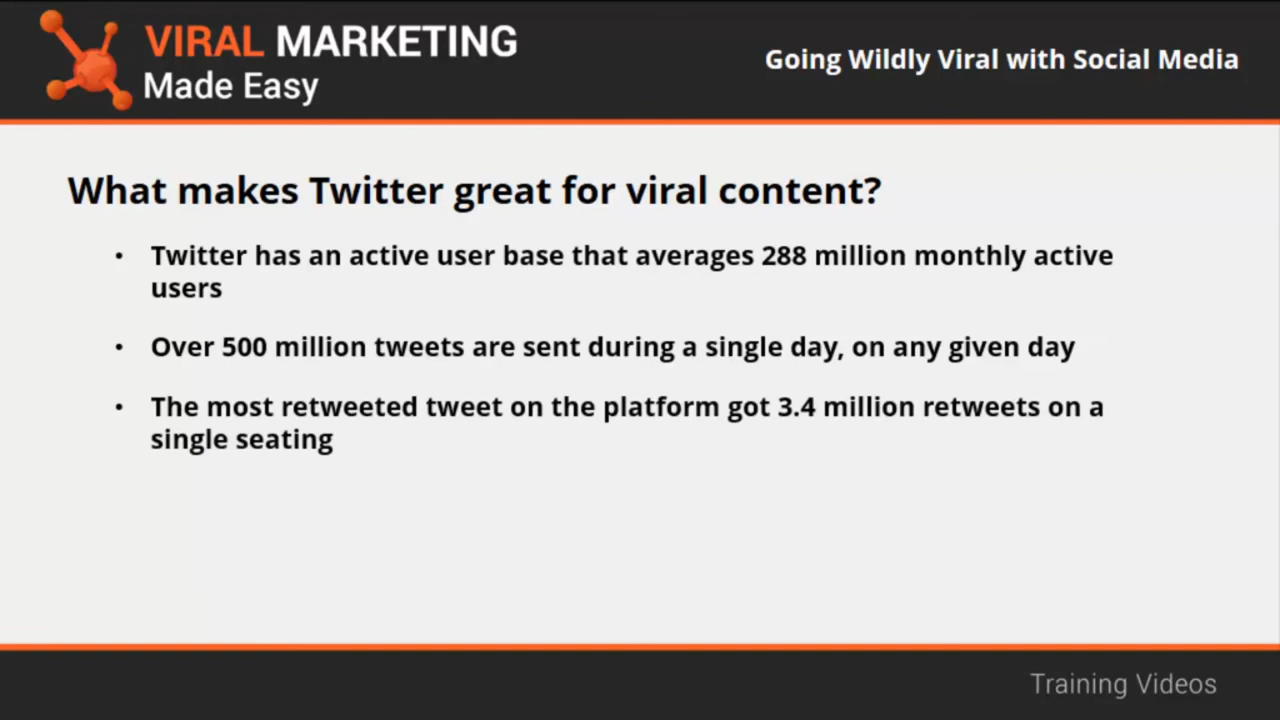 VIRAL MARKETING
Made Easy
Going Wildly Viral with Social Media
What makes Twitter great for viral content?
• Twitter has an active user base that averages 288 million monthly active
users
• Over 500 million tweets are sent during a single day, on any given day
• The most retweeted tweet on the platform got 3.4 million retweets on a
single seating
Training Videos